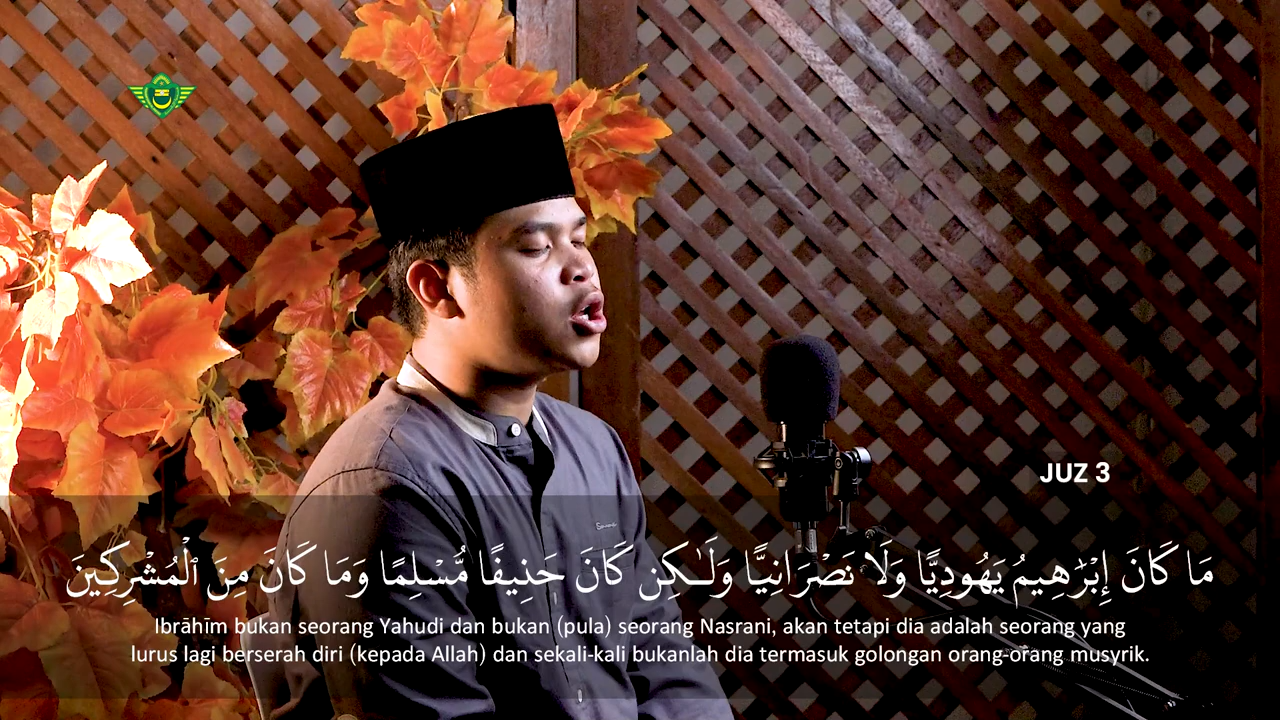 JUZ 3
مَا كَانَ إِبْرَٰهِيمُ يَهُودِيًّا وَلَا نَصْرَانِيًّا وَلَـٰكِن كَانَ حَنِيفًا مُّسْلِمًا وَمَا كَانَ مِنَ ٱلْمُشْرِكِينَ
Ibrāhīm bukan seorang Yahudi dan bukan (pula) seorang Nasrani, akan tetapi dia adalah seorang yang
lurus lagi berserah diri (kepada Allah) dan sekali-kali bukanlah dia termasuk golongan orang-orang musyrik.